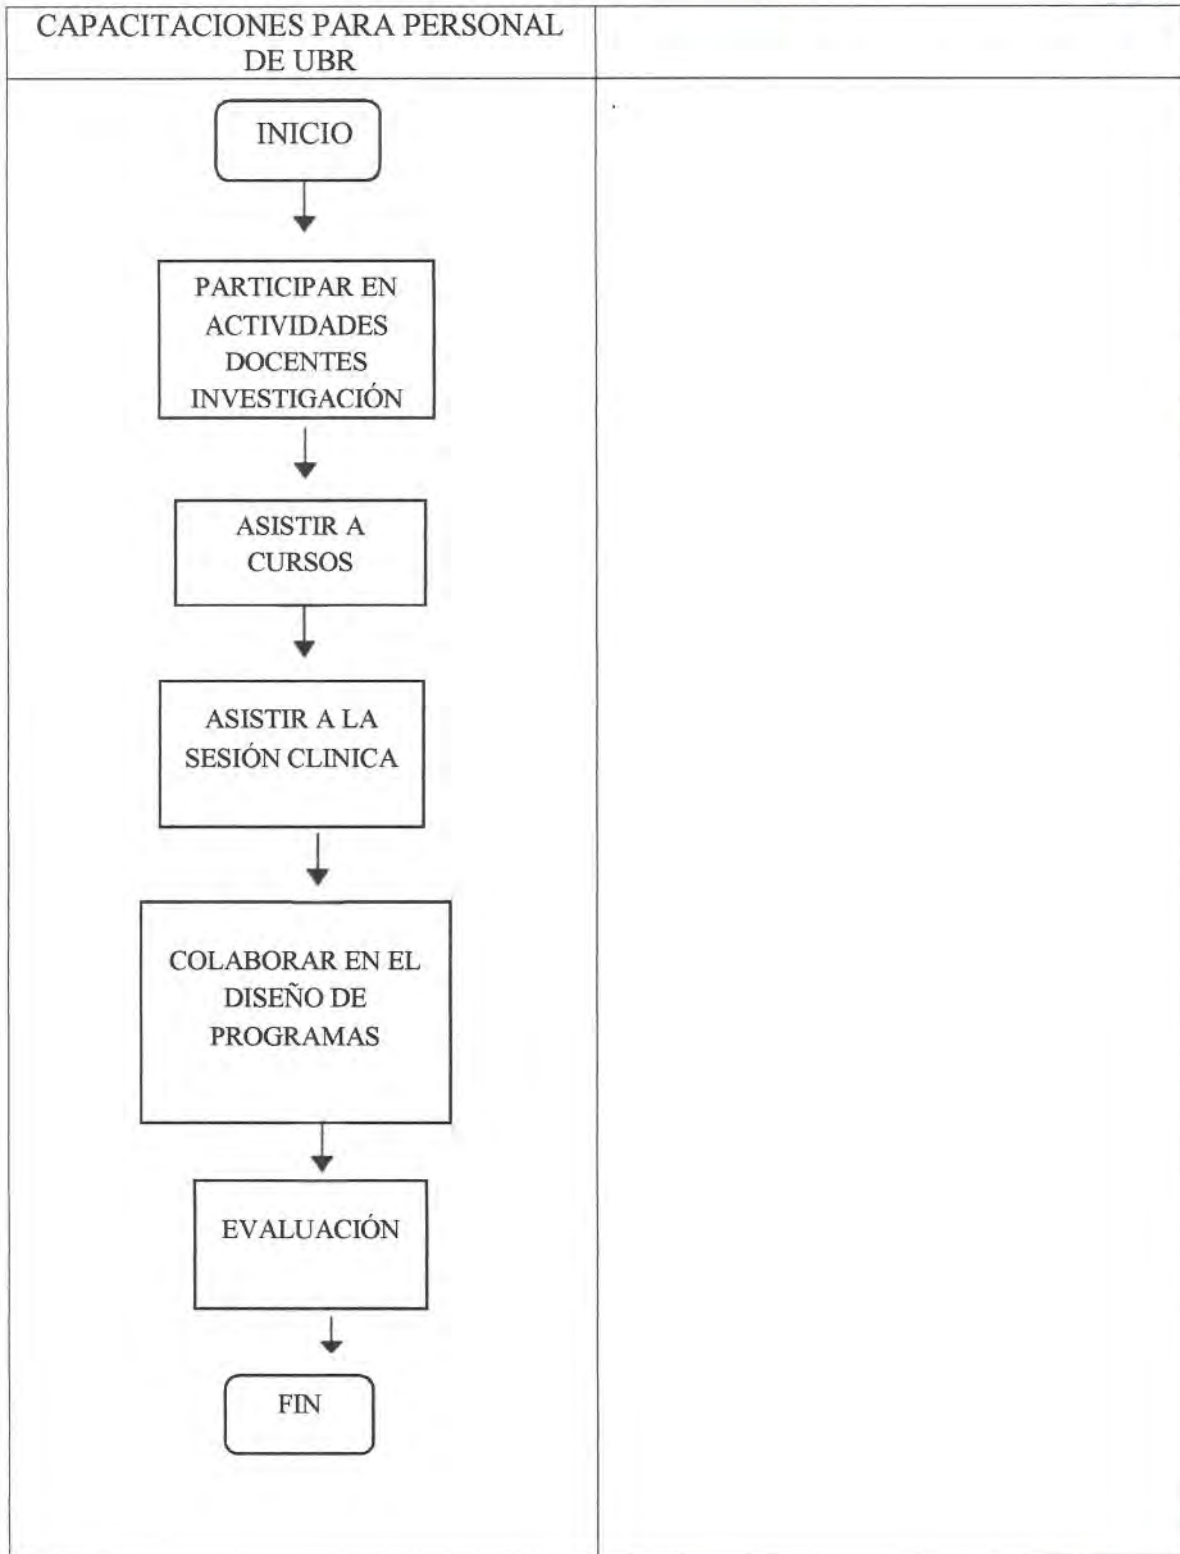 CAPACITACIONES PARA PERSONAL
DE UBR
INICIO
PARTICIPAR EN
ACTIVIDADES
DOCENTES
INVESTIGACIÓN
ASISTIR A
CURSOS
ASISTIR A LA
SESIÓN CLINICA
COLABORAR EN EL
DISEÑO DE
PROGRAMAS
EVALUACIÓN
FIN